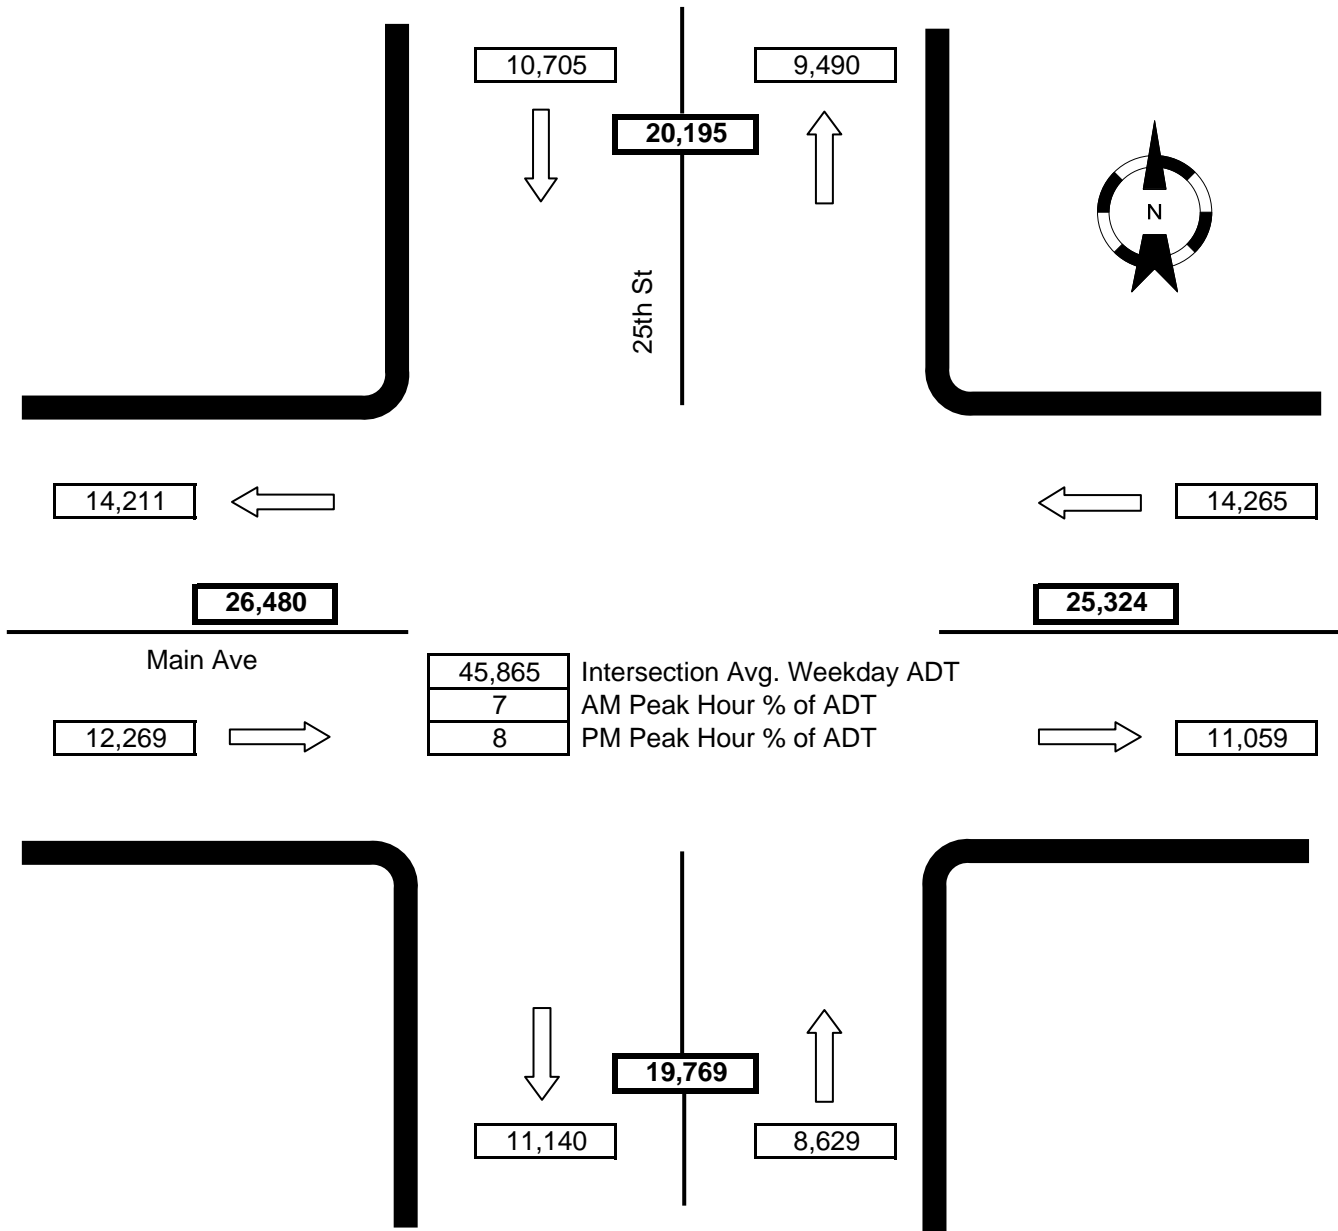 10,705
9,490
20,195
N
25th St
14,211
14,265
26,480
25,324
Main Ave
45,865 Intersection Avg. Weekday ADT
7 AM Peak Hour % of ADT
8 PM Peak Hour % of ADT
12,269
11,059
19,769
11,140
8,629